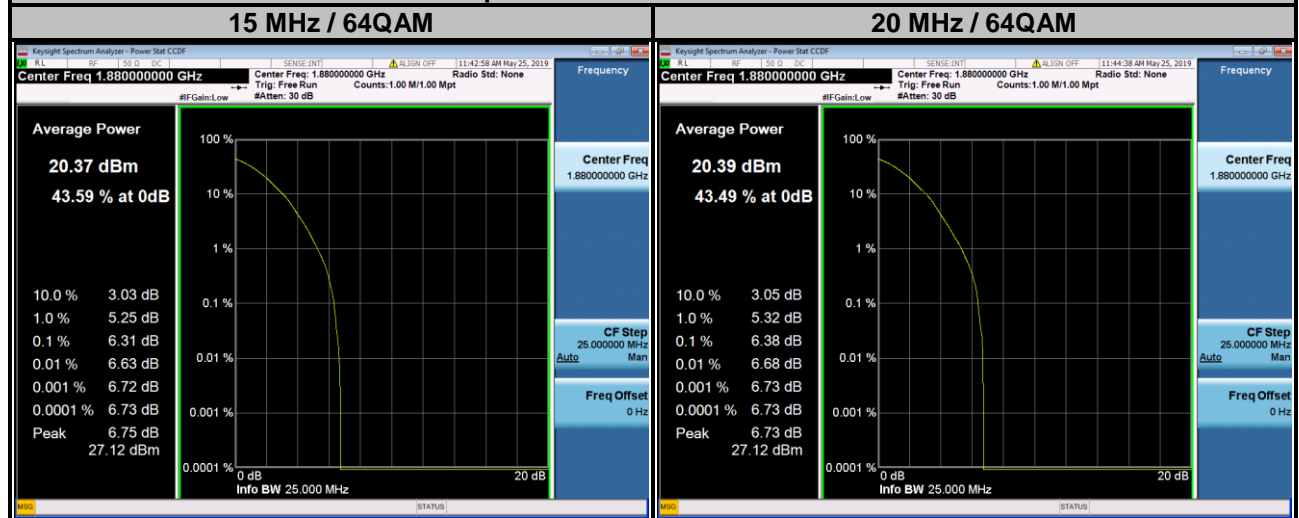 15 MHz / 64QAM
Keysight Spectrum Analyzer - Power Stat CCDF
RL RF 50 Ω DC SENSE:INT ALIGN OFF 11:42:58 AM May 25, 2019
Center Freq 1.880000000 GHz
Center Freq: 1.880000000 GHz Radio Std: None
Trig: Free Run Counts:1.00 M/1.00 Mpt
#IFGain:Low #Atten: 30 dB
Average Power
20.37 dBm
43.59 % at 0dB
10.0 % 3.03 dB
1.0 % 5.25 dB
0.1 % 6.31 dB
0.01 % 6.63 dB
0.001 % 6.72 dB
0.0001 % 6.73 dB
Peak 6.75 dB
27.12 dBm
100 %
10 %
1 %
0.1 %
0.01 %
0.001 %
0.0001 %
0 dB 20 dB
Info BW 25.000 MHz
Frequency
Center Freq
1.880000000 GHz
CF Step
25.000000 MHz
Auto Man
Freq Offset
0 Hz
MSG STATUS
20 MHz / 64QAM
Keysight Spectrum Analyzer - Power Stat CCDF
RL RF 50 Ω DC SENSE:INT ALIGN OFF 11:44:38 AM May 25, 2019
Center Freq 1.880000000 GHz
Center Freq: 1.880000000 GHz Radio Std: None
Trig: Free Run Counts:1.00 M/1.00 Mpt
#IFGain:Low #Atten: 30 dB
Average Power
20.39 dBm
43.49 % at 0dB
10.0 % 3.05 dB
1.0 % 5.32 dB
0.1 % 6.38 dB
0.01 % 6.68 dB
0.001 % 6.73 dB
0.0001 % 6.73 dB
Peak 6.73 dB
27.12 dBm
100 %
10 %
1 %
0.1 %
0.01 %
0.001 %
0.0001 %
0 dB 20 dB
Info BW 25.000 MHz
Frequency
Center Freq
1.880000000 GHz
CF Step
25.000000 MHz
Auto Man
Freq Offset
0 Hz
MSG STATUS